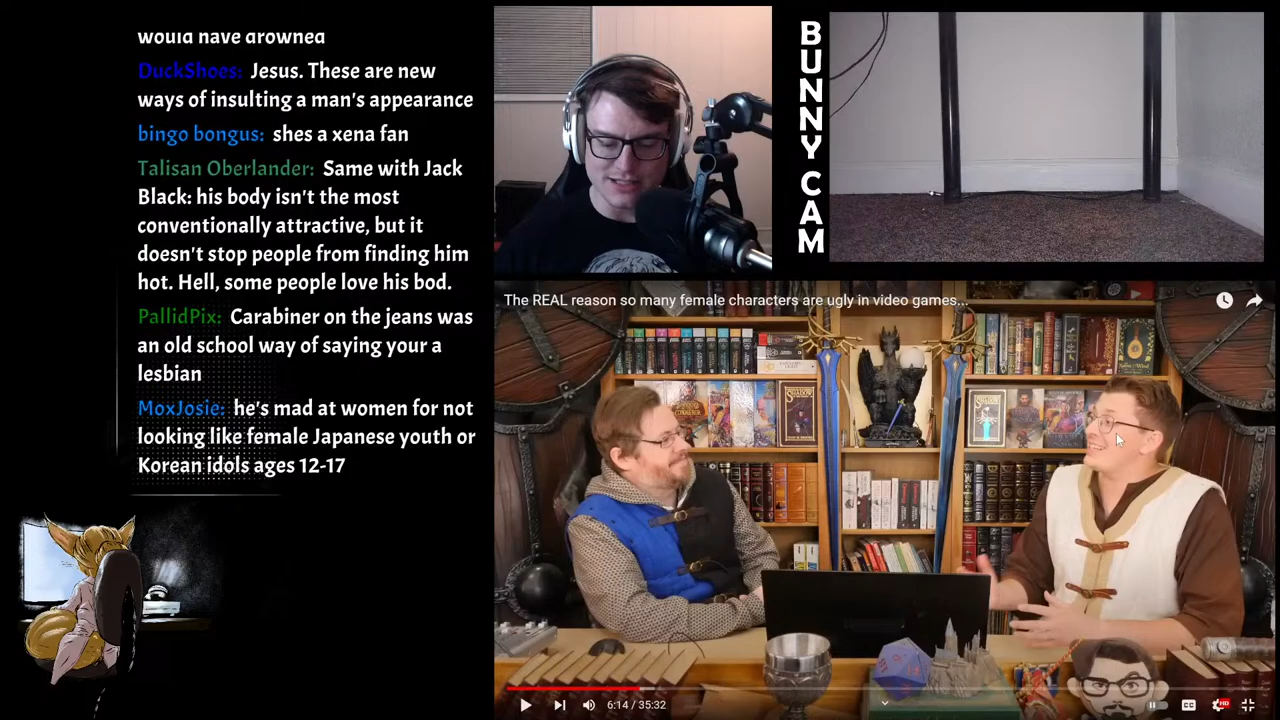 would have drowned
DuckShoes: Jesus. These are new
ways of insulting a man's appearance
bingo bongus: shes a xena fan
Talisan Oberlander: Same with Jack
Black: his body isn't the most
conventionally attractive, but it
doesn't stop people from finding him
hot. Hell, some people love his bod.
PallidPix: Carabiner on the jeans was
an old school way of saying your a
lesbian
MoxJosie: he's mad at women for not
looking like female Japanese youth or
Korean idols ages 12-17
BUNNY CAM
The REAL reason so many female characters are ugly in video games...
6:14 / 35:32
CC
HD